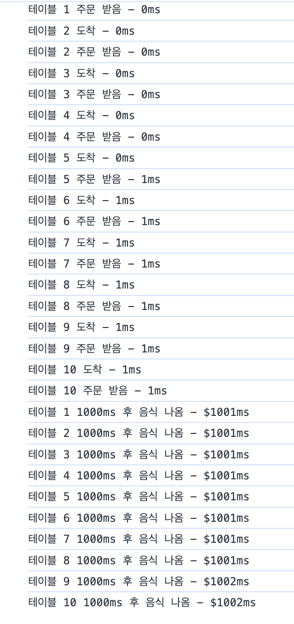 테이블 1 주문 받음 – 0ms
테이블 2 도착 – 0ms
테이블 2 주문 받음 – 0ms
테이블 3 도착 – 0ms
테이블 3 주문 받음 – 0ms
테이블 4 도착 – 0ms
테이블 4 주문 받음 – 0ms
테이블 5 도착 – 0ms
테이블 5 주문 받음 – 1ms
테이블 6 도착 – 1ms
테이블 6 주문 받음 – 1ms
테이블 7 도착 – 1ms
테이블 7 주문 받음 – 1ms
테이블 8 도착 – 1ms
테이블 8 주문 받음 – 1ms
테이블 9 도착 – 1ms
테이블 9 주문 받음 – 1ms
테이블 10 도착 – 1ms
테이블 10 주문 받음 – 1ms
테이블 1 1000ms 후 음식 나옴 – $1001ms
테이블 2 1000ms 후 음식 나옴 – $1001ms
테이블 3 1000ms 후 음식 나옴 – $1001ms
테이블 4 1000ms 후 음식 나옴 – $1001ms
테이블 5 1000ms 후 음식 나옴 – $1001ms
테이블 6 1000ms 후 음식 나옴 – $1001ms
테이블 7 1000ms 후 음식 나옴 – $1001ms
테이블 8 1000ms 후 음식 나옴 – $1001ms
테이블 9 1000ms 후 음식 나옴 – $1002ms
테이블 10 1000ms 후 음식 나옴 – $1002ms